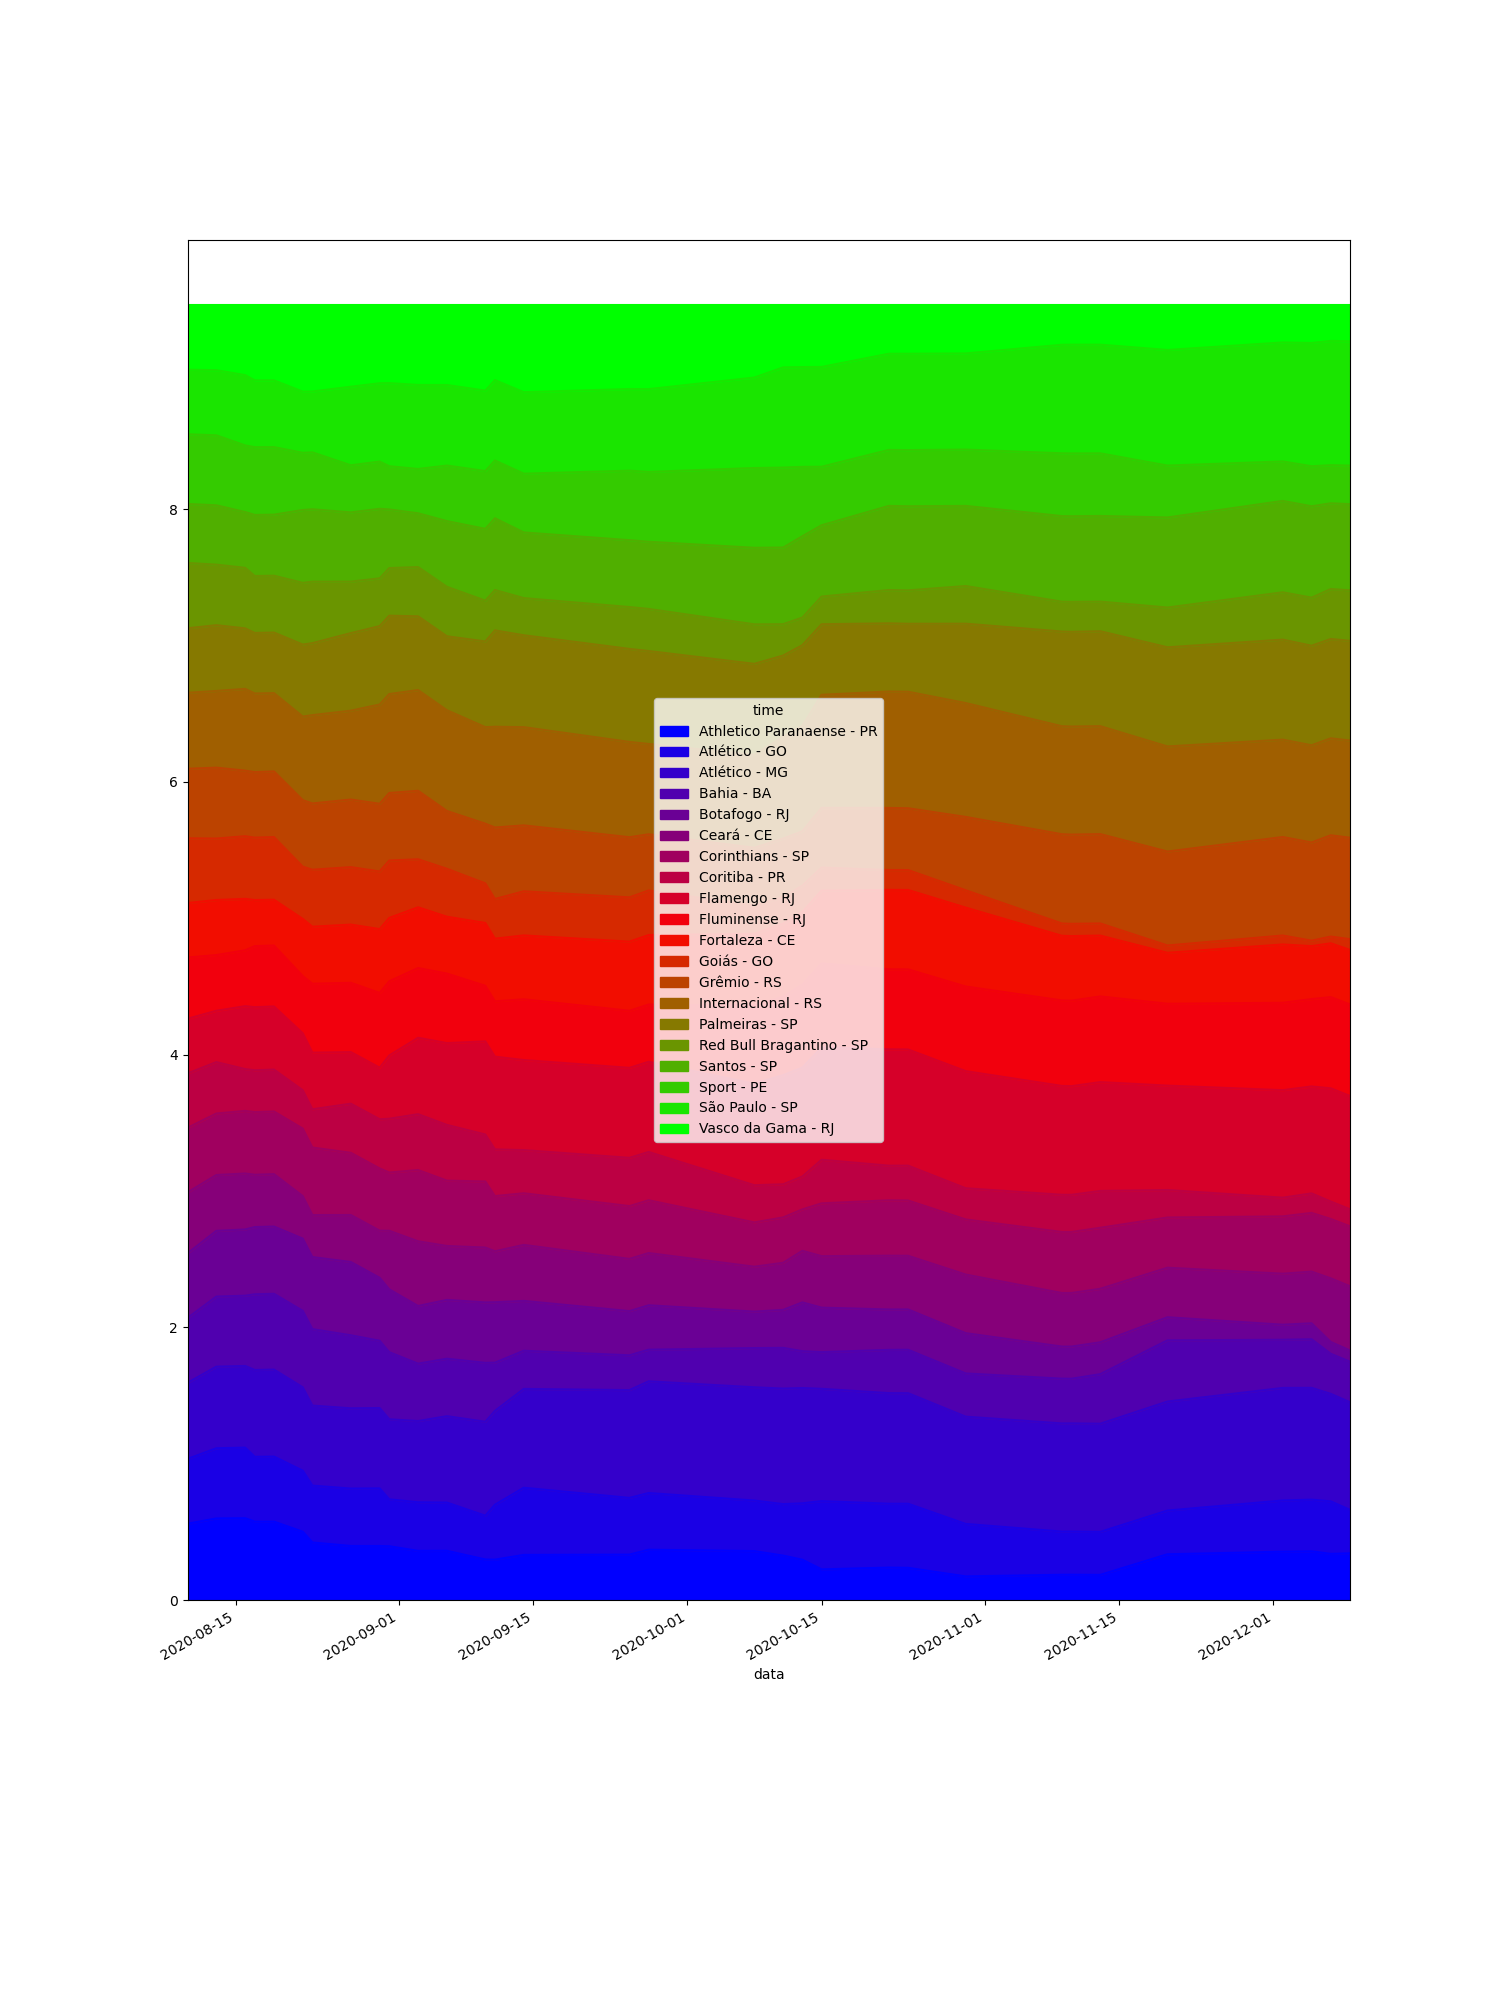 8
6
4
2
0
time
Athletico Paranaense - PR
Atlético - GO
Atlético - MG
Bahia - BA
Botafogo - RJ
Ceará - CE
Corinthians - SP
Coritiba - PR
Flamengo - RJ
Fluminense - RJ
Fortaleza - CE
Goiás - GO
Grêmio - RS
Internacional - RS
Palmeiras - SP
Red Bull Bragantino - SP
Santos - SP
Sport - PE
São Paulo - SP
Vasco da Gama - RJ
2020-08-15
2020-09-01
2020-09-15
2020-10-01
2020-10-15
2020-11-01
2020-11-15
2020-12-01
data